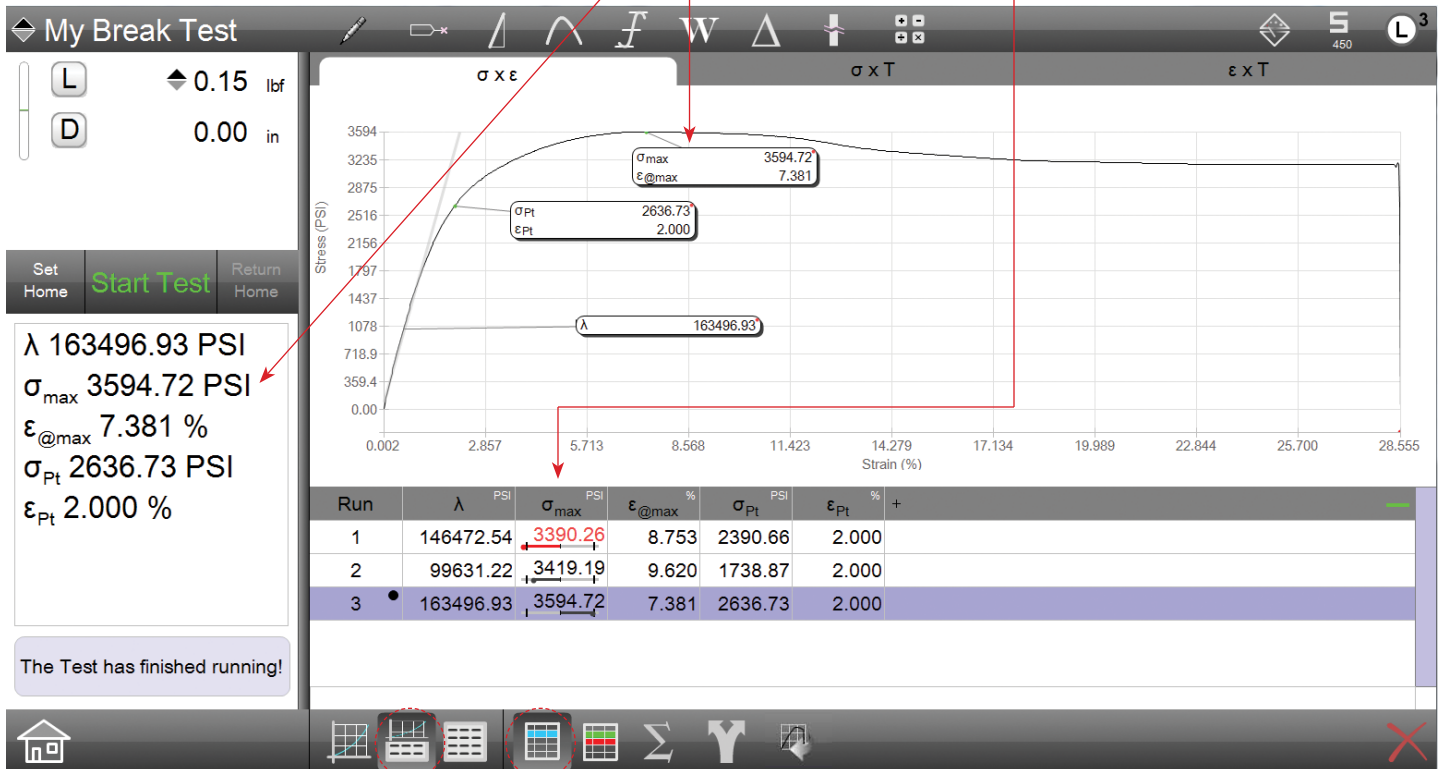 My Break Test
W
Δ
S
450
L 3
L 0.15 lbf
D 0.00 in
Set Home
Start Test
Return Home
λ 163496.93 PSI
σmax 3594.72 PSI
ε@max 7.381 %
σPt 2636.73 PSI
εPt 2.000 %
The Test has finished running!
σ x ε
σ x T
ε x T
Stress (PSI)
3594
3235
2875
2516
2156
1797
1437
1078
718.9
359.4
0.00
σmax 3594.72
ε@max 7.381
σPt 2636.73
εPt 2.000
λ 163496.93
0.002 2.857 5.713 8.568 11.423 14.279 17.134 19.989 22.844 25.700 28.555
Strain (%)
Run λ PSI σmax PSI ε@max % σPt PSI εPt % +
1 146472.54 3390.26 8.753 2390.66 2.000
2 99631.22 3419.19 9.620 1738.87 2.000
3 163496.93 3594.72 7.381 2636.73 2.000
Σ